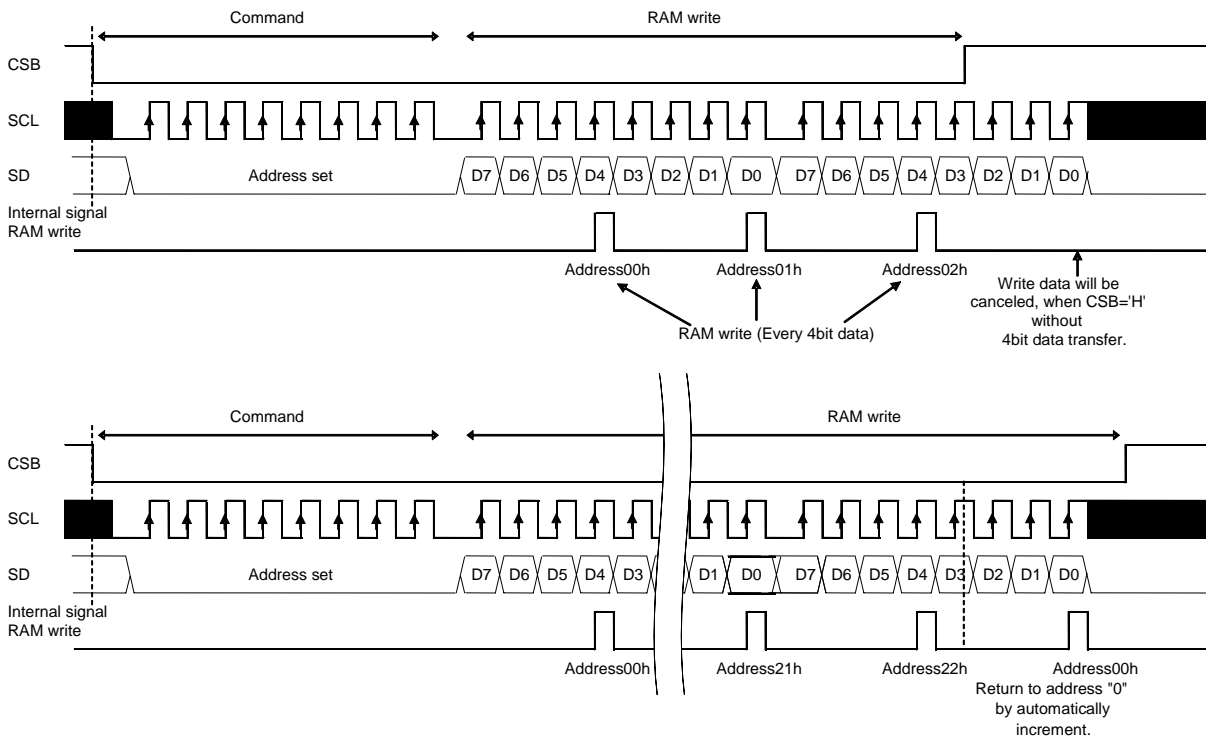 Command RAM write
CSB
SCL
SD Address set D7 D6 D5 D4 D3 D2 D1 D0 D7 D6 D5 D4 D3 D2 D1 D0
Internal signal
RAM write
Address00h Address01h Address02h
RAM write (Every 4bit data)
Write data will be
canceled, when CSB='H'
without
4bit data transfer.
Command RAM write
CSB
SCL
SD Address set D7 D6 D5 D4 D3 D1 D0 D7 D6 D5 D4 D3 D2 D1 D0
Internal signal
RAM write
Address00h Address21h Address22h Address00h
Return to address "0"
by automatically
increment.